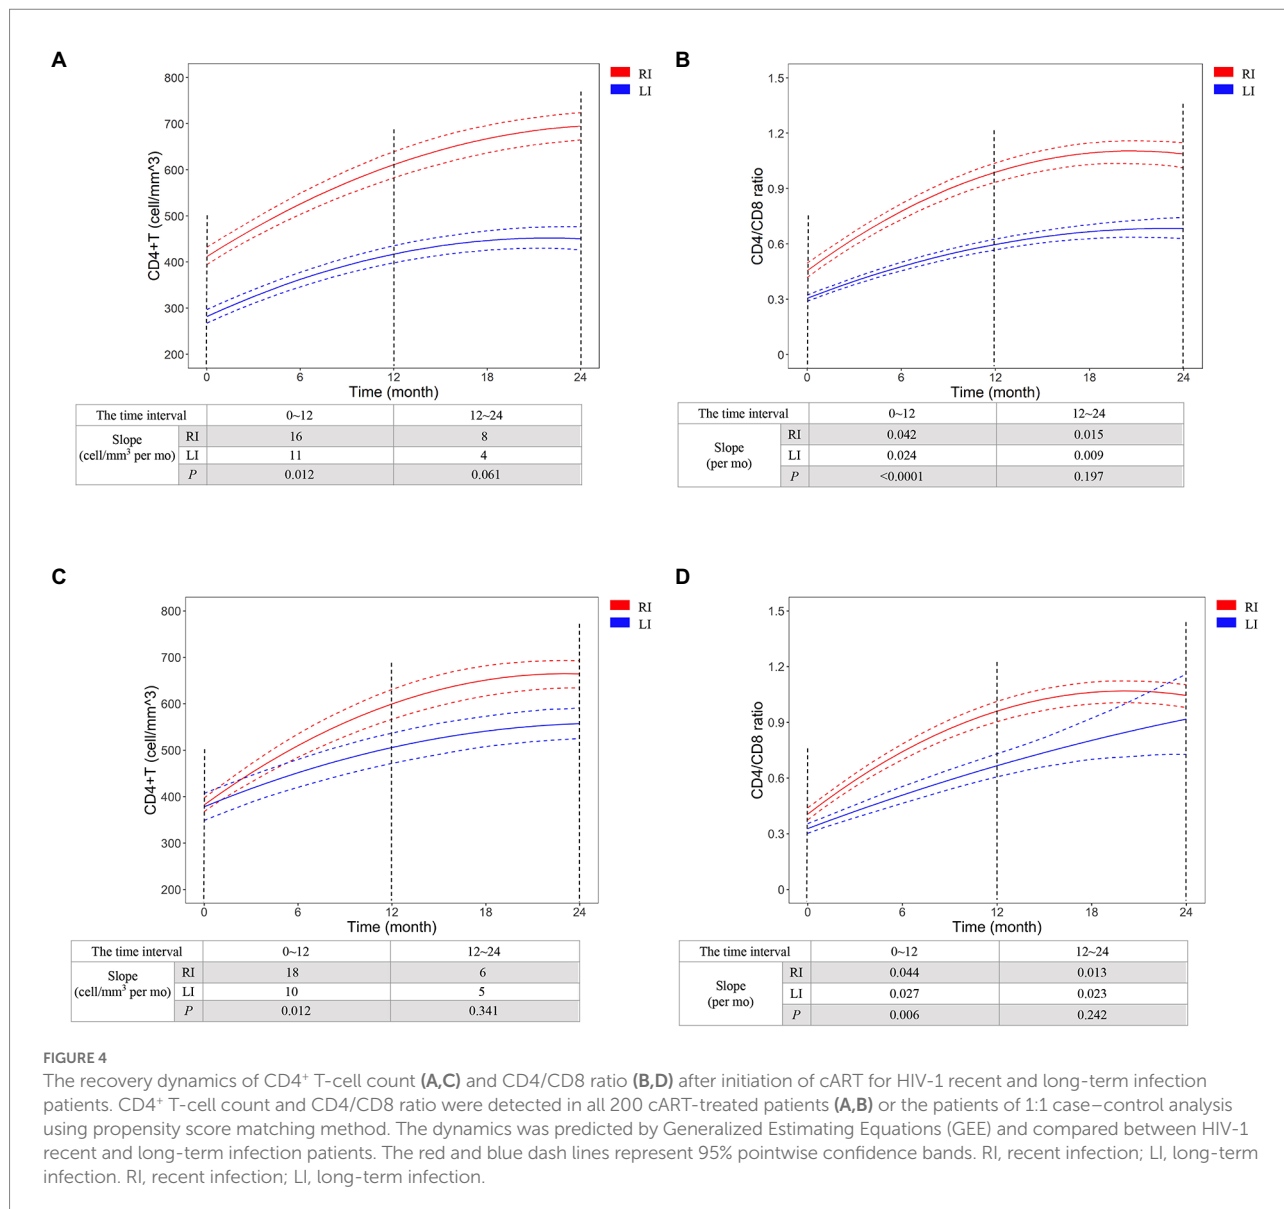 A
RI
LI
800
700
600
500
400
300
200
CD4+T (cell/mm^3)
0 6 12 18 24
Time (month)
The time interval 0~12 12~24
Slope (cell/mm³ per mo)
RI 16 8
LI 11 4
P 0.012 0.061
B
RI
LI
1.5
1.2
0.9
0.6
0.3
0
CD4/CD8 ratio
0 6 12 18 24
Time (month)
The time interval 0~12 12~24
Slope (per mo)
RI 0.042 0.015
LI 0.024 0.009
P <0.0001 0.197
C
RI
LI
800
700
600
500
400
300
200
CD4+T (cell/mm^3)
0 6 12 18 24
Time (month)
The time interval 0~12 12~24
Slope (cell/mm³ per mo)
RI 18 6
LI 10 5
P 0.012 0.341
D
RI
LI
1.5
1.2
0.9
0.6
0.3
0
CD4/CD8 ratio
0 6 12 18 24
Time (month)
The time interval 0~12 12~24
Slope (per mo)
RI 0.044 0.013
LI 0.027 0.023
P 0.006 0.242
FIGURE 4
The recovery dynamics of CD4⁺ T-cell count (A,C) and CD4/CD8 ratio (B,D) after initiation of cART for HIV-1 recent and long-term infection
patients. CD4⁺ T-cell count and CD4/CD8 ratio were detected in all 200 cART-treated patients (A,B) or the patients of 1:1 case–control analysis
using propensity score matching method. The dynamics was predicted by Generalized Estimating Equations (GEE) and compared between HIV-1
recent and long-term infection patients. The red and blue dash lines represent 95% pointwise confidence bands. RI, recent infection; LI, long-term
infection. RI, recent infection; LI, long-term infection.